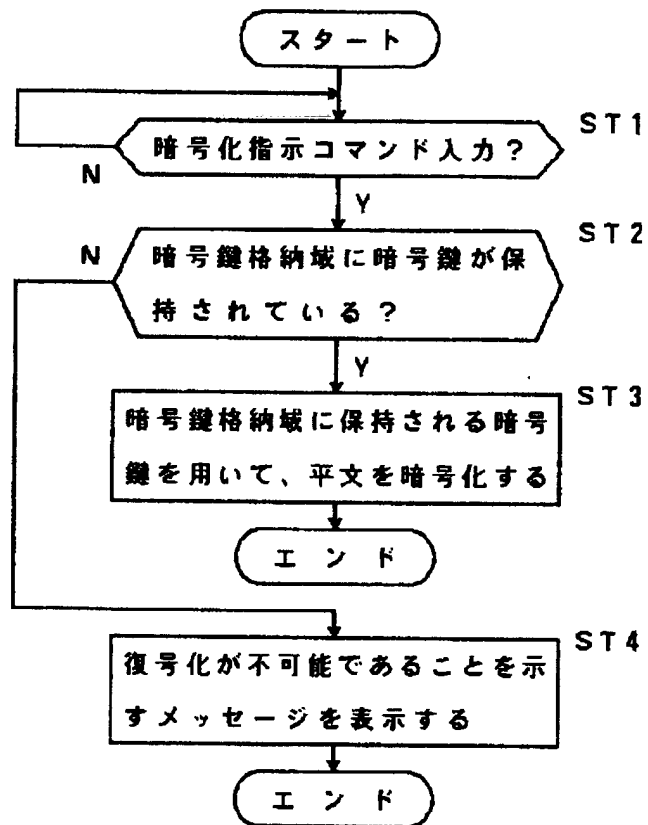 スタート
ST1
暗号化指示コマンド入力？
N
Y
ST2
N
暗号鍵格納域に暗号鍵が保
持されている？
Y
ST3
暗号鍵格納域に保持される暗号
鍵を用いて、平文を暗号化する
エンド
ST4
復号化が不可能であることを示
すメッセージを表示する
エンド